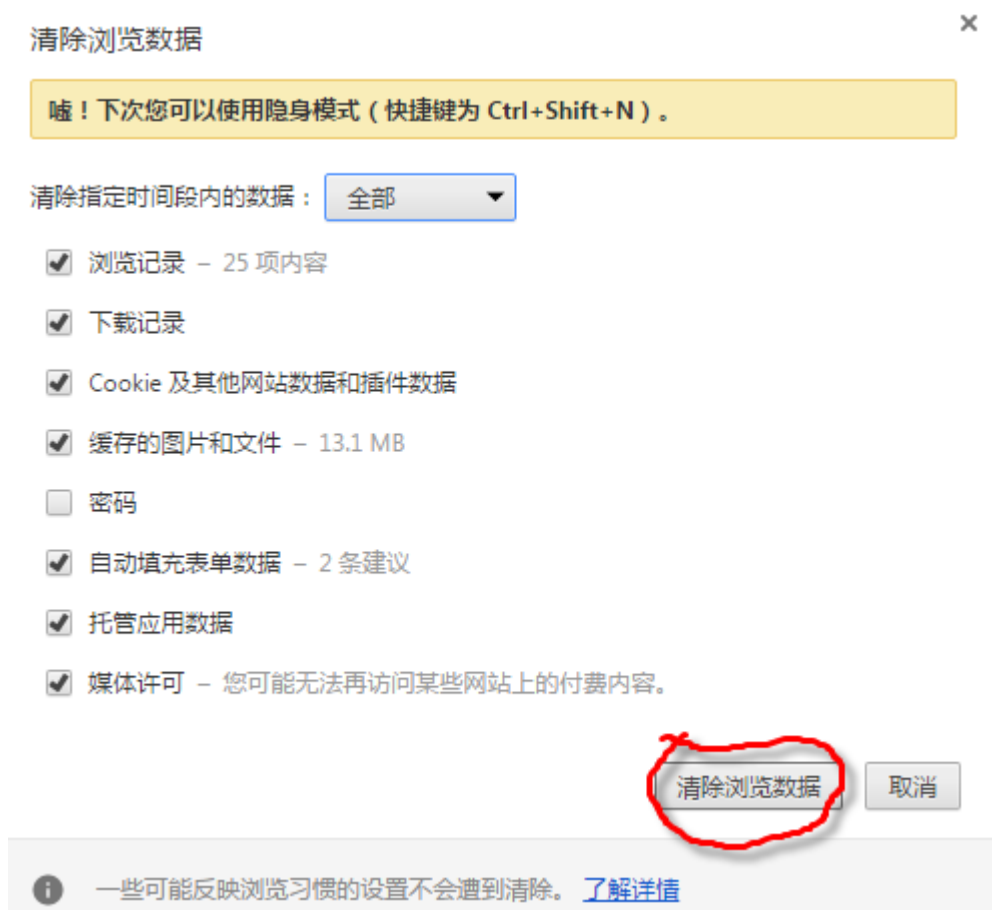 清除浏览数据
嘘！下次您可以使用隐身模式（快捷键为 Ctrl+Shift+N）。
清除指定时间段内的数据： 全部
浏览记录 – 25 项内容
下载记录
Cookie 及其他网站数据和插件数据
缓存的图片和文件 – 13.1 MB
密码
自动填充表单数据 – 2 条建议
托管应用数据
媒体许可 – 您可能无法再访问某些网站上的付费内容。
清除浏览数据 取消
一些可能反映浏览习惯的设置不会遭到清除。 了解详情